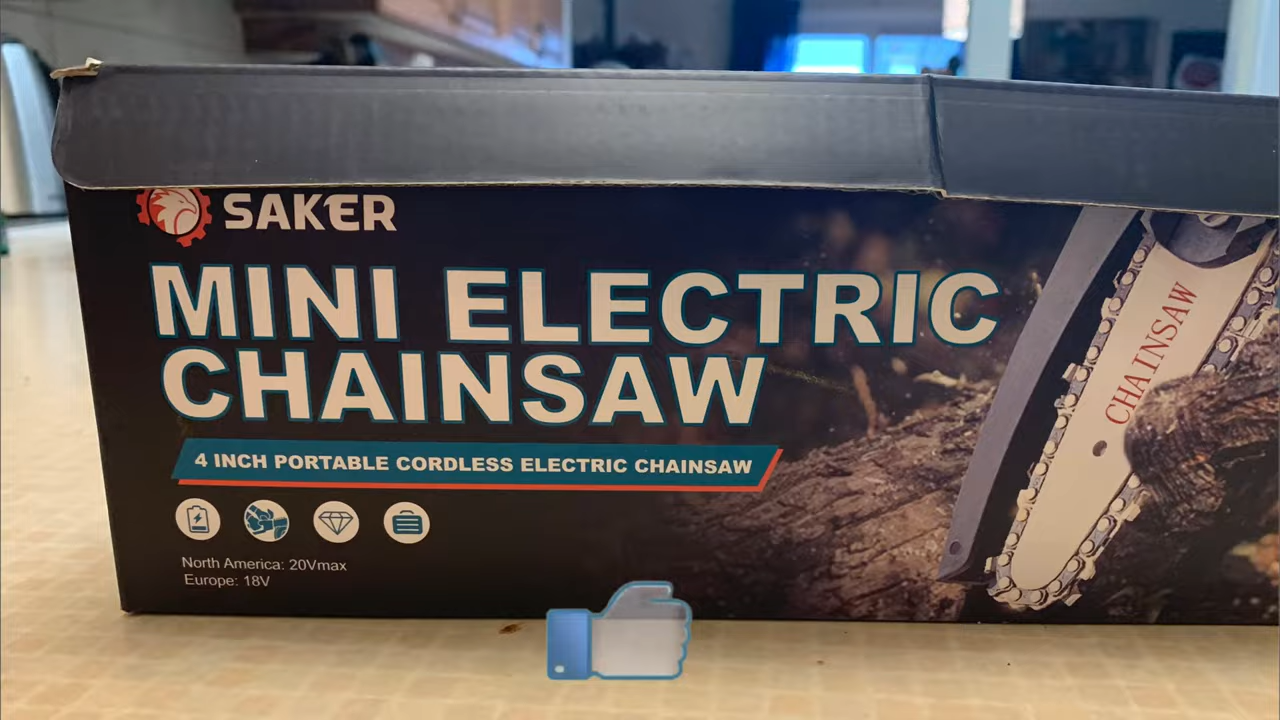 SAKER
MINI ELECTRIC
CHAINSAW
4 INCH PORTABLE CORDLESS ELECTRIC CHAINSAW
North America: 20Vmax
Europe: 18V
CHAINSAW